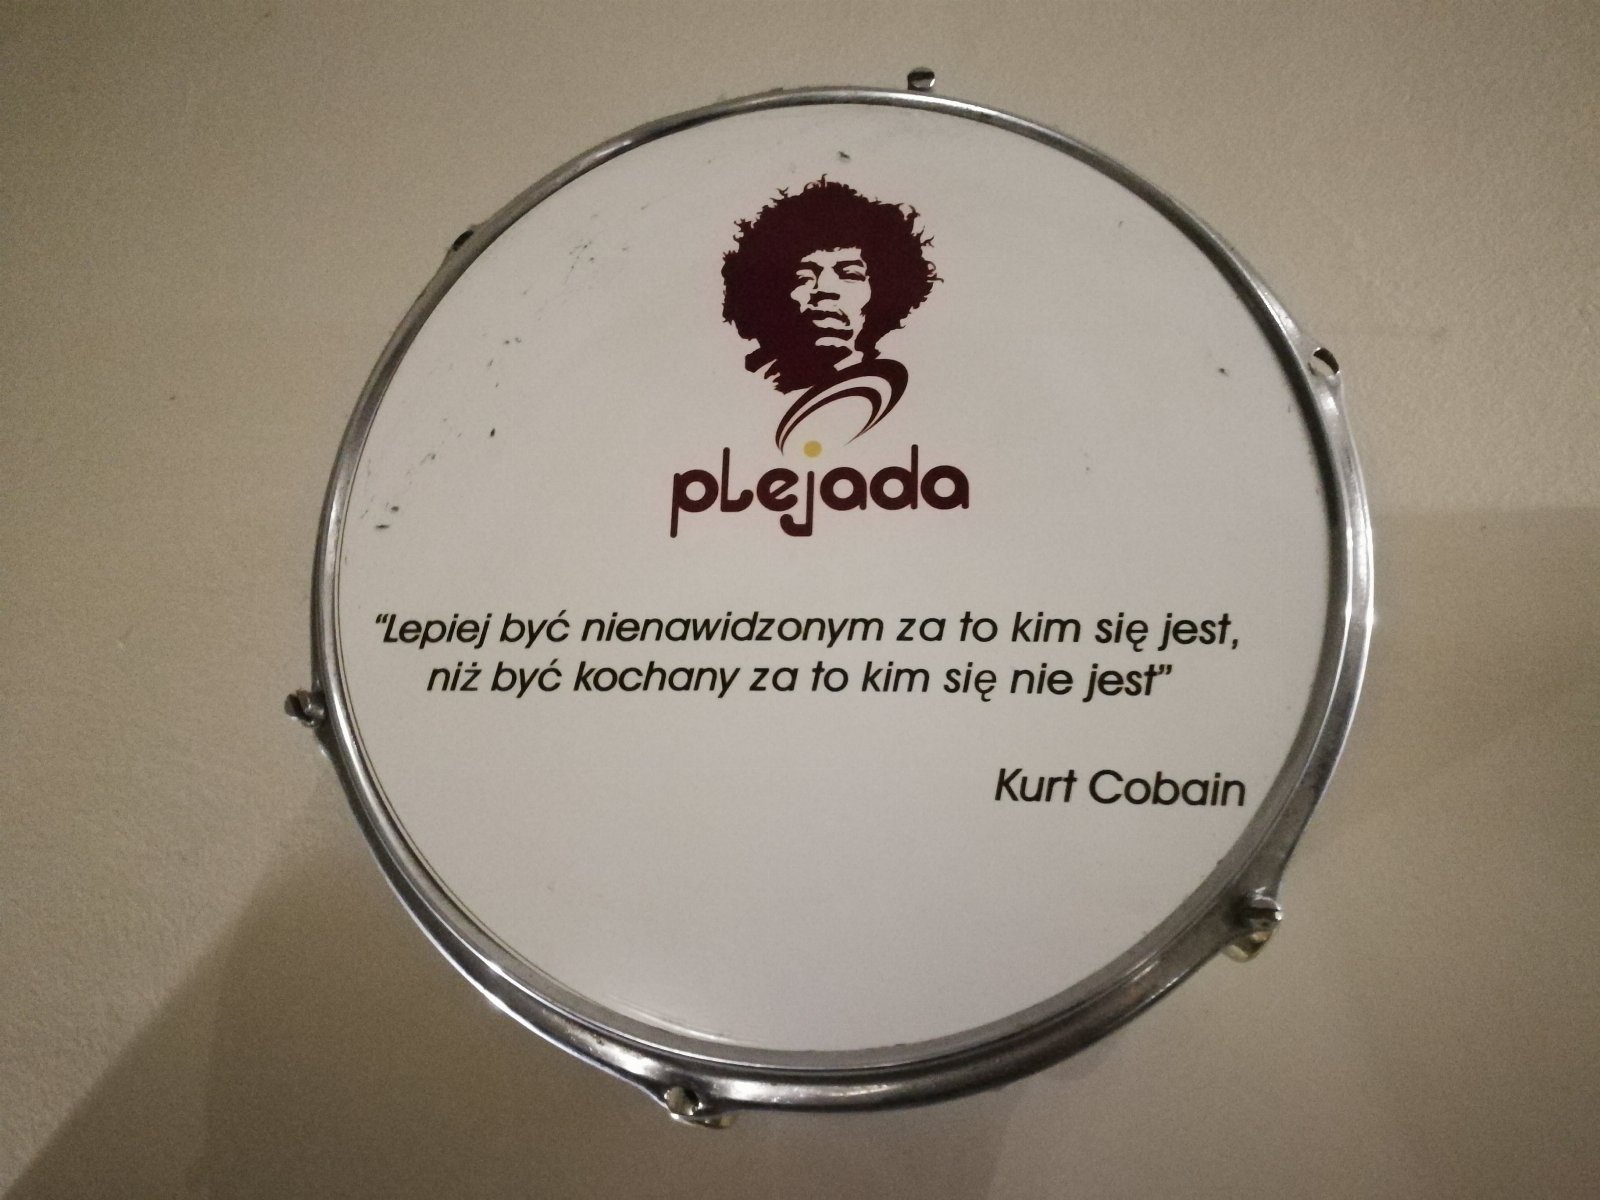 plejada
“Lepiej być nienawidzonym za to kim się jest,
niż być kochany za to kim się nie jest”
Kurt Cobain